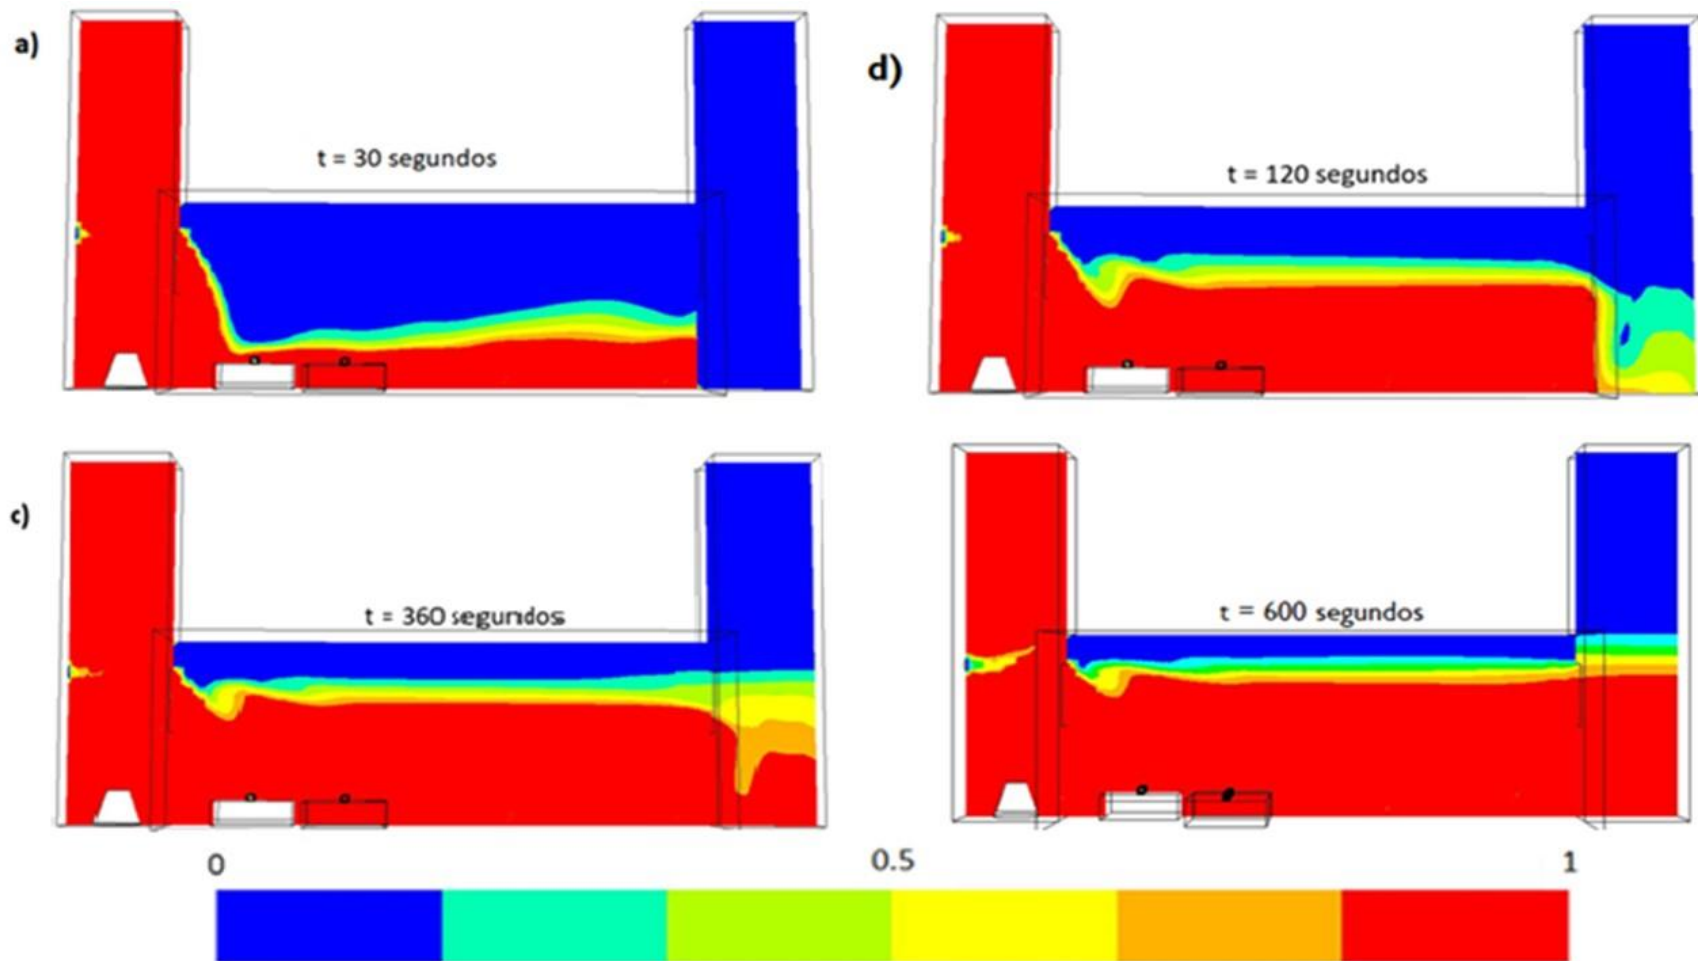 a)
t = 30 segundos
d)
t = 120 segundos
c)
t = 360 segundos
t = 600 segundos
0 0.5 1